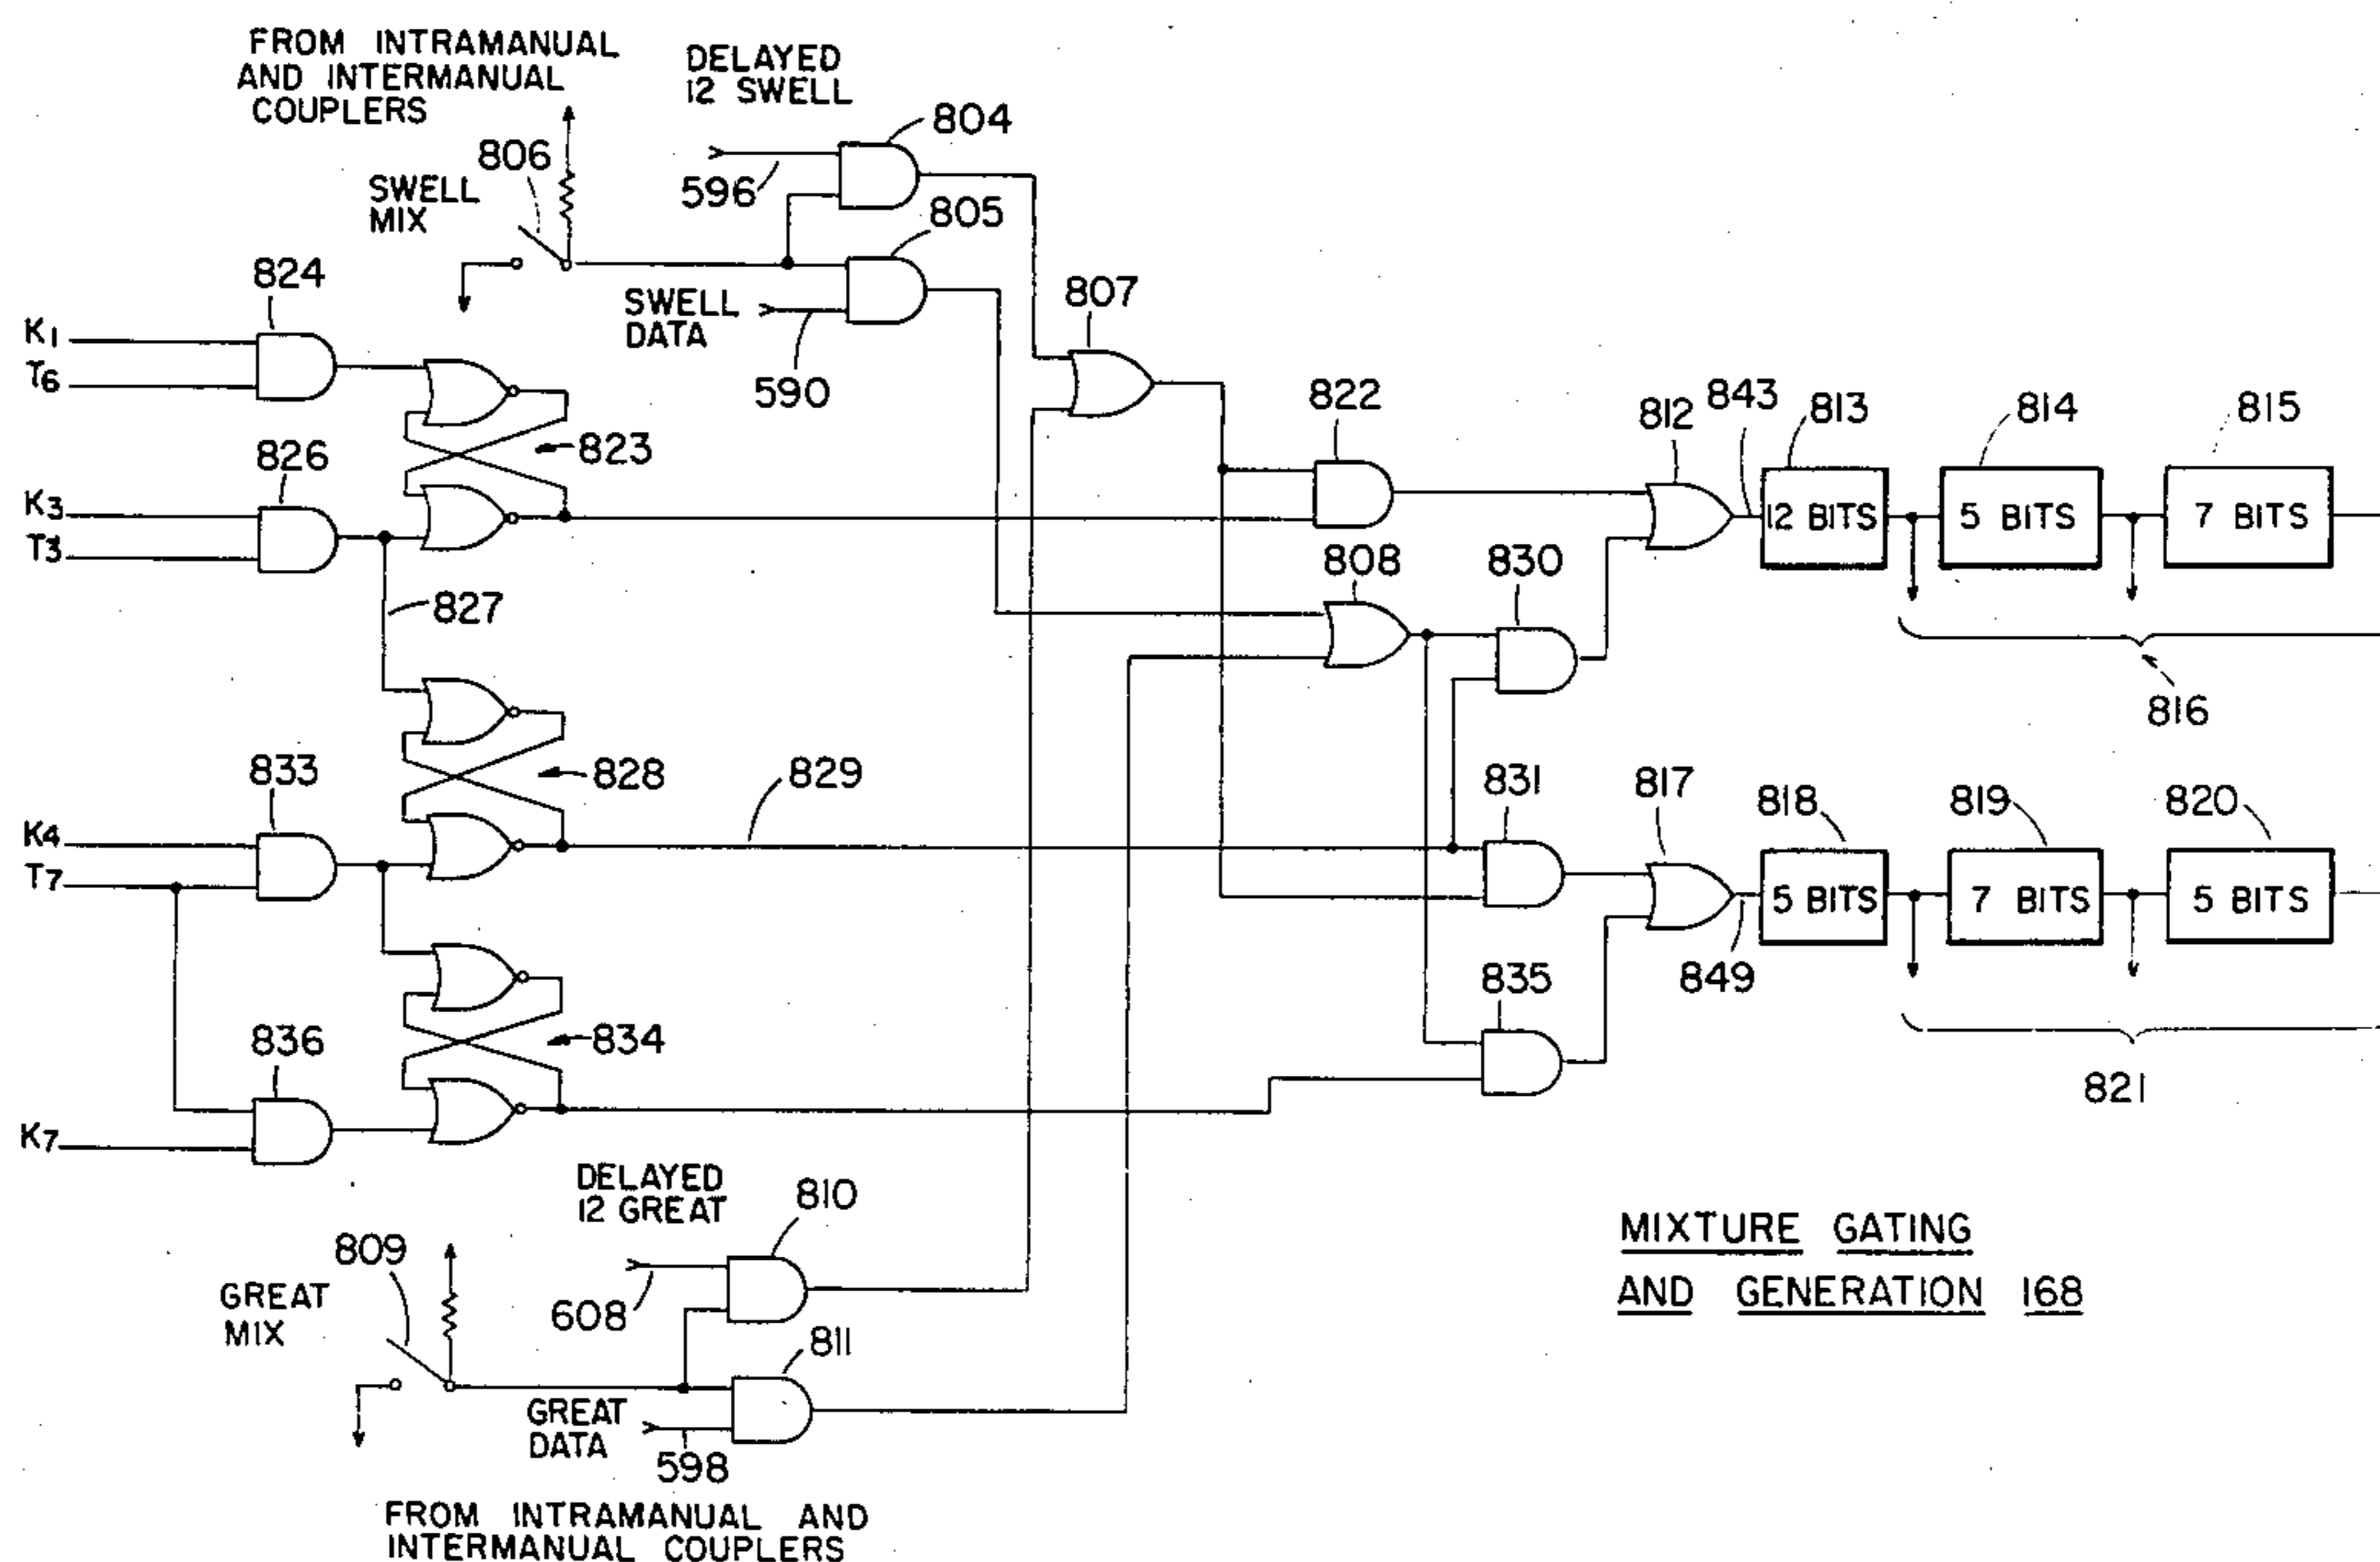 FROM INTRAMANUAL
AND INTERMANUAL
COUPLERS
DELAYED
12 SWELL
804
806
SWELL
MIX
596
805
824
SWELL
DATA
590
807
K1
T6
822
812
843
813
814
815
826
823
K3
T3
12 BITS
5 BITS
7 BITS
808
830
827
816
833
828
829
831
817
818
819
820
K4
T7
5 BITS
7 BITS
5 BITS
835
849
836
834
821
K7
DELAYED
12 GREAT
810
809
GREAT
MIX
608
811
GREAT
DATA
598
FROM INTRAMANUAL AND
INTERMANUAL COUPLERS
MIXTURE GATING
AND GENERATION 168